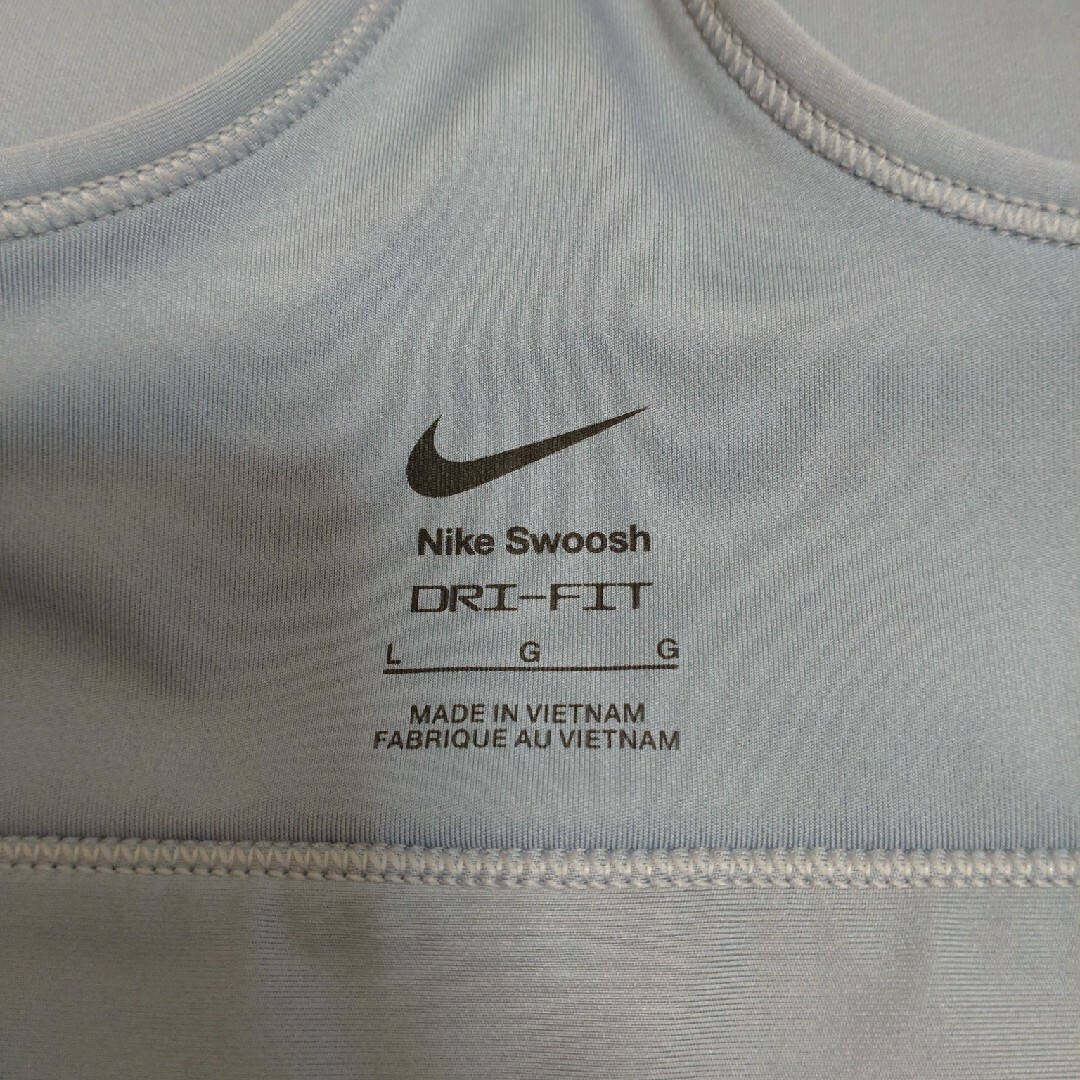 Nike Swoosh
DRI-FIT
L G G
MADE IN VIETNAM
FABRIQUE AU VIETNAM